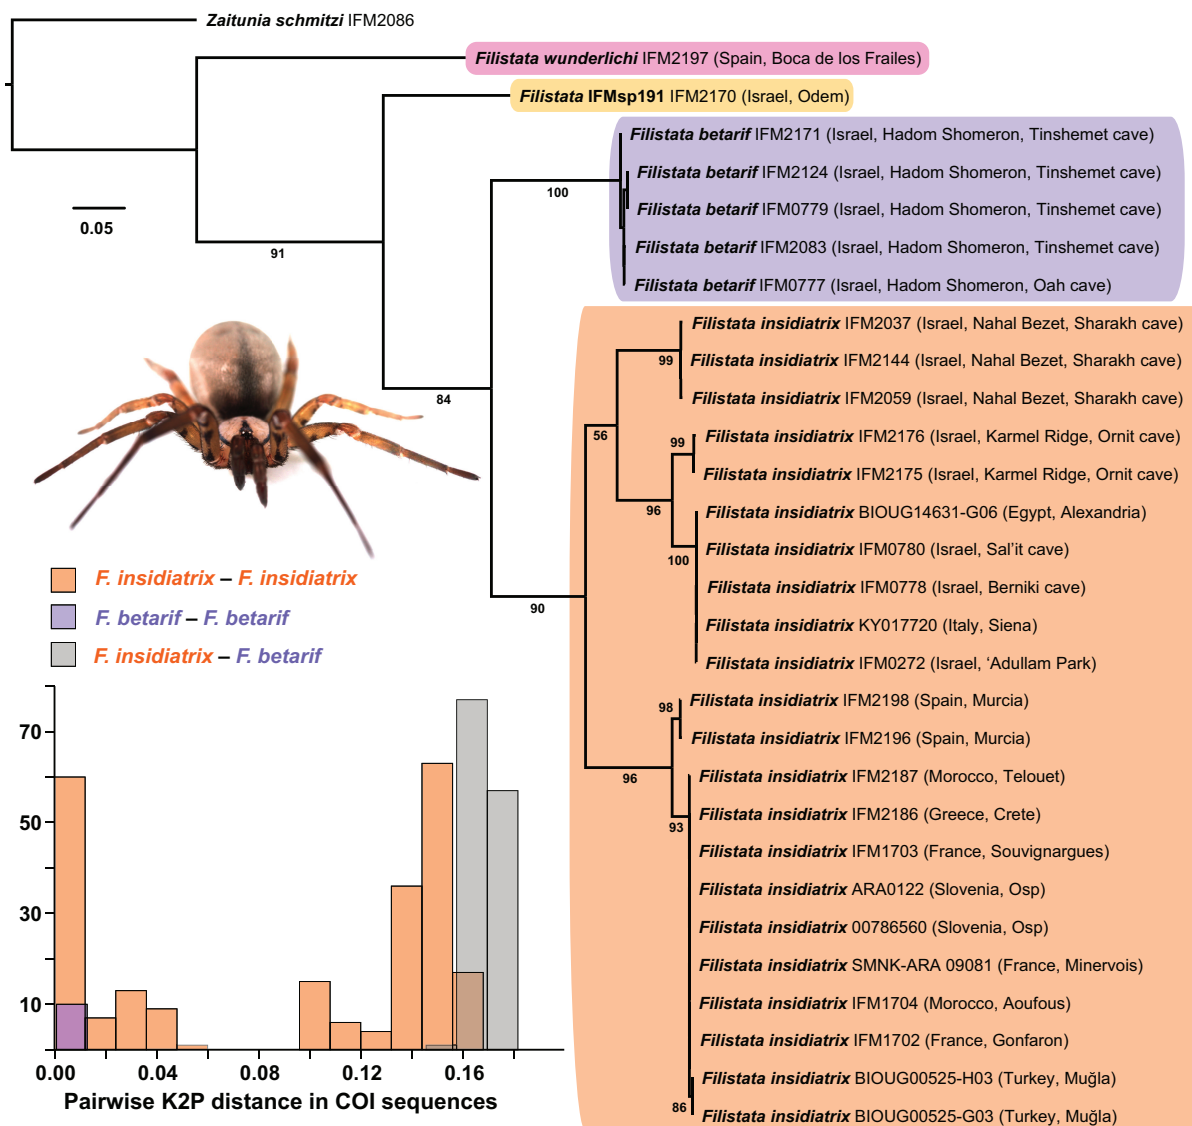 Zaitunia schmitzi IFM2086
Filistata wunderlichi IFM2197 (Spain, Boca de los Frailes)
Filistata IFMsp191 IFM2170 (Israel, Odem)
Filistata betarif IFM2171 (Israel, Hadom Shomeron, Tinshemet cave)
Filistata betarif IFM2124 (Israel, Hadom Shomeron, Tinshemet cave)
100
Filistata betarif IFM0779 (Israel, Hadom Shomeron, Tinshemet cave)
0.05
Filistata betarif IFM2083 (Israel, Hadom Shomeron, Tinshemet cave)
91
Filistata betarif IFM0777 (Israel, Hadom Shomeron, Oah cave)
Filistata insidiatrix IFM2037 (Israel, Nahal Bezet, Sharakh cave)
99
Filistata insidiatrix IFM2144 (Israel, Nahal Bezet, Sharakh cave)
84
Filistata insidiatrix IFM2059 (Israel, Nahal Bezet, Sharakh cave)
56
99
Filistata insidiatrix IFM2176 (Israel, Karmel Ridge, Ornit cave)
Filistata insidiatrix IFM2175 (Israel, Karmel Ridge, Ornit cave)
96
Filistata insidiatrix BIOUG14631-G06 (Egypt, Alexandria)
100
Filistata insidiatrix IFM0780 (Israel, Sal'it cave)
Filistata insidiatrix IFM0778 (Israel, Berniki cave)
90
Filistata insidiatrix KY017720 (Italy, Siena)
Filistata insidiatrix IFM0272 (Israel, ‘Adullam Park)
98
Filistata insidiatrix IFM2198 (Spain, Murcia)
Filistata insidiatrix IFM2196 (Spain, Murcia)
96
Filistata insidiatrix IFM2187 (Morocco, Telouet)
93
Filistata insidiatrix IFM2186 (Greece, Crete)
Filistata insidiatrix IFM1703 (France, Souvignargues)
Filistata insidiatrix ARA0122 (Slovenia, Osp)
Filistata insidiatrix 00786560 (Slovenia, Osp)
Filistata insidiatrix SMNK-ARA 09081 (France, Minervois)
Filistata insidiatrix IFM1704 (Morocco, Aoufous)
Filistata insidiatrix IFM1702 (France, Gonfaron)
Filistata insidiatrix BIOUG00525-H03 (Turkey, Muğla)
86
Filistata insidiatrix BIOUG00525-G03 (Turkey, Muğla)
F. insidiatrix – F. insidiatrix
F. betarif – F. betarif
F. insidiatrix – F. betarif
70
50
30
10
0.00 0.04 0.08 0.12 0.16
Pairwise K2P distance in COI sequences